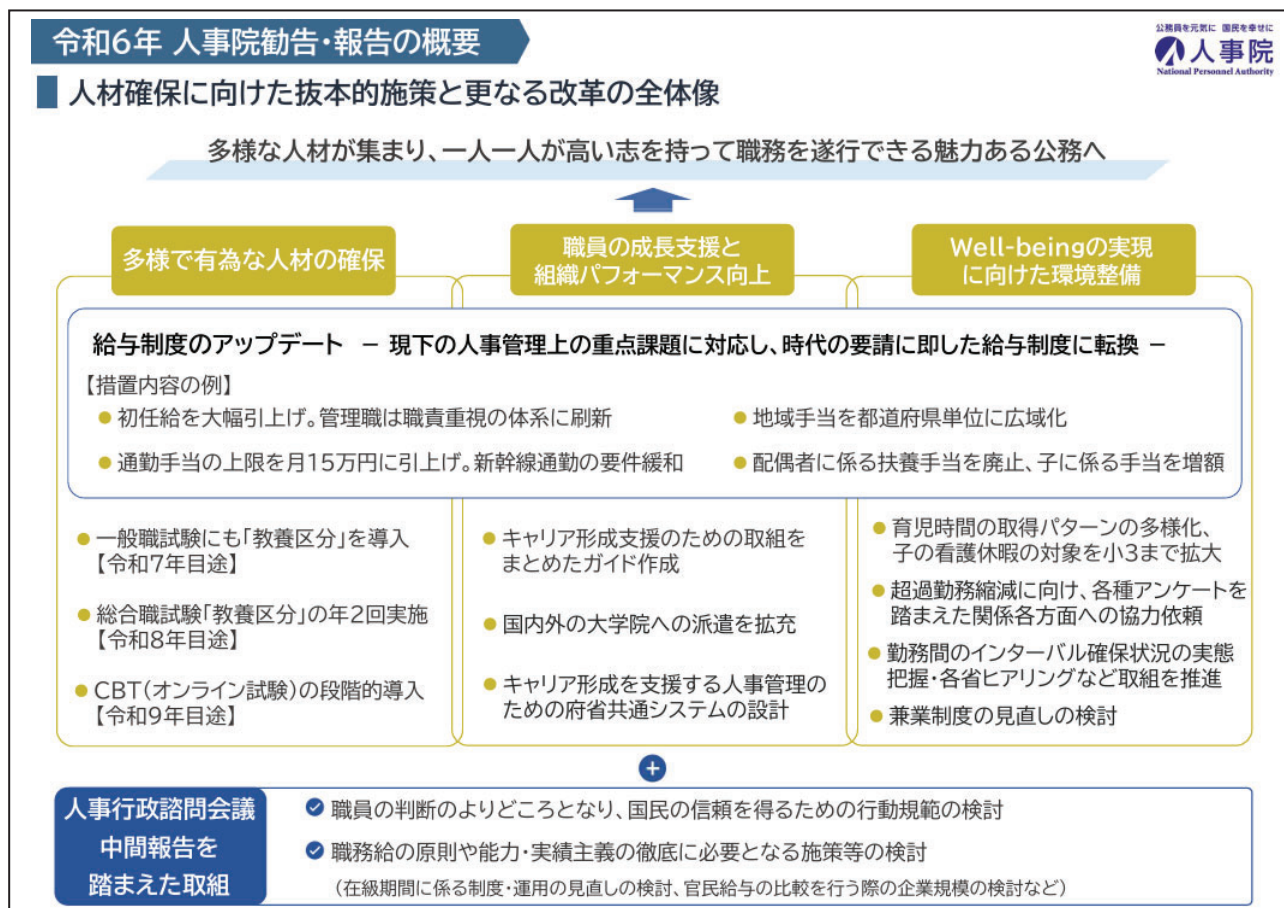 令和6年 人事院勧告・報告の概要
公務員を元気に 国民を幸せに
人事院
National Personnel Authority
人材確保に向けた抜本的施策と更なる改革の全体像
多様な人材が集まり、一人一人が高い志を持って職務を遂行できる魅力ある公務へ
多様で有為な人材の確保
職員の成長支援と
組織パフォーマンス向上
Well-beingの実現
に向けた環境整備
給与制度のアップデート － 現下の人事管理上の重点課題に対応し、時代の要請に即した給与制度に転換 －
【措置内容の例】
● 初任給を大幅引上げ。管理職は職責重視の体系に刷新
● 地域手当を都道府県単位に広域化
● 通勤手当の上限を月15万円に引上げ。新幹線通勤の要件緩和
● 配偶者に係る扶養手当を廃止、子に係る手当を増額
● 一般職試験にも「教養区分」を導入
【令和7年目途】
● 総合職試験「教養区分」の年2回実施
【令和8年目途】
● CBT(オンライン試験)の段階的導入
【令和9年目途】
● キャリア形成支援のための取組を
まとめたガイド作成
● 国内外の大学院への派遣を拡充
● キャリア形成を支援する人事管理の
ための府省共通システムの設計
● 育児時間の取得パターンの多様化、
子の看護休暇の対象を小3まで拡大
● 超過勤務縮減に向け、各種アンケートを
踏まえた関係各方面への協力依頼
● 勤務間のインターバル確保状況の実態
把握・各省ヒアリングなど取組を推進
● 兼業制度の見直しの検討
+
人事行政諮問会議
中間報告を
踏まえた取組
職員の判断のよりどころとなり、国民の信頼を得るための行動規範の検討
職務給の原則や能力・実績主義の徹底に必要となる施策等の検討
(在級期間に係る制度・運用の見直しの検討、官民給与の比較を行う際の企業規模の検討など)